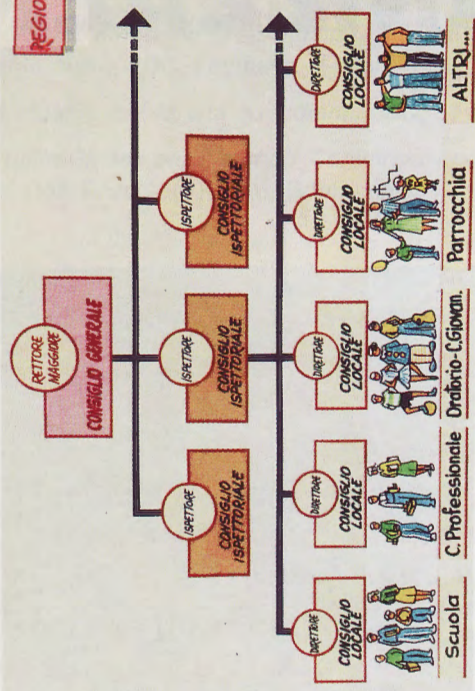 REGIO
RETTORE
MAGGIORE
CONSIGLIO GENERALE
ISPETTORE
CONSIGLIO
ISPETTORIALE
ISPETTORE
CONSIGLIO
ISPETTORIALE
ISPETTORE
CONSIGLIO
ISPETTORIALE
DIRETTORE
CONSIGLIO
LOCALE
DIRETTORE
CONSIGLIO
LOCALE
DIRETTORE
CONSIGLIO
LOCALE
DIRETTORE
CONSIGLIO
LOCALE
DIRETTORE
CONSIGLIO
LOCALE
Scuola
C. Professionale
Oratorio-C.Giovam.
Parrocchia
ALTRI...